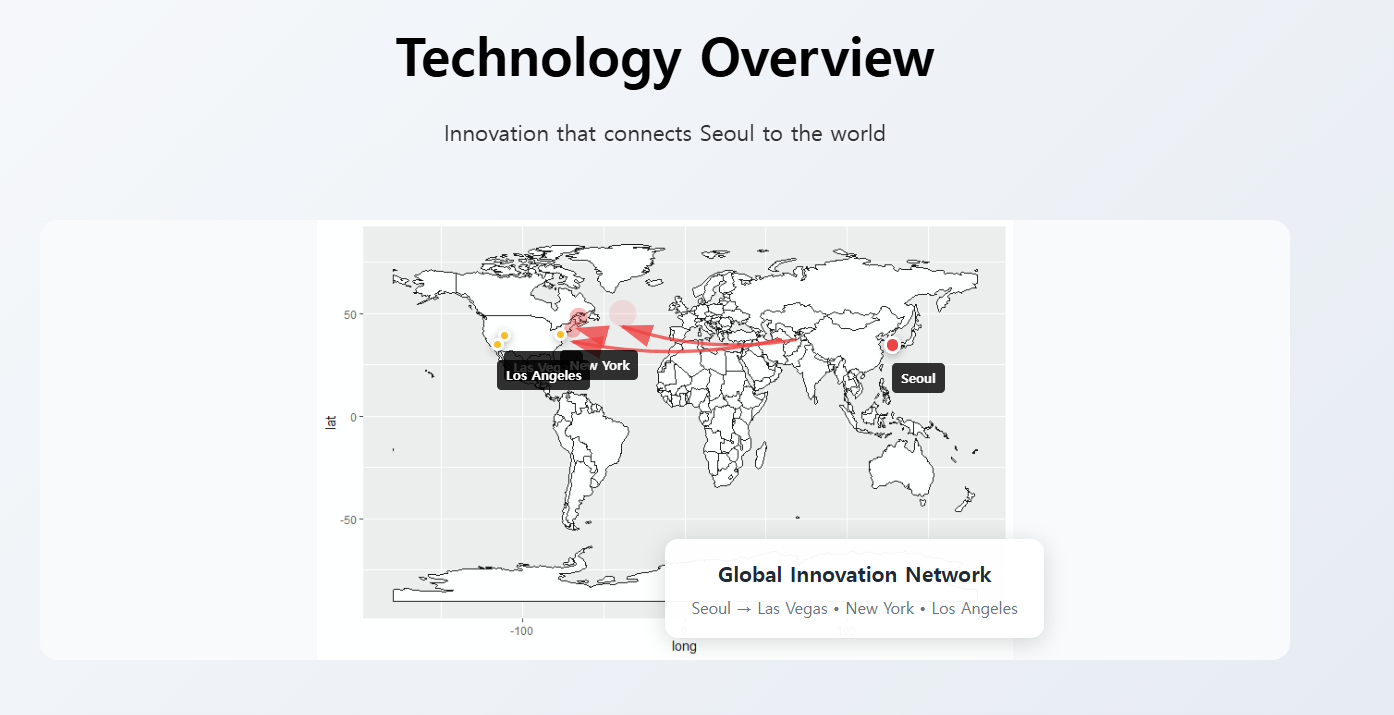 Technology Overview
Innovation that connects Seoul to the world
50
0
-50
lat
Las Veg
New York
Los Angeles
Seoul
Global Innovation Network
Seoul → Las Vegas • New York • Los Angeles
-100
long